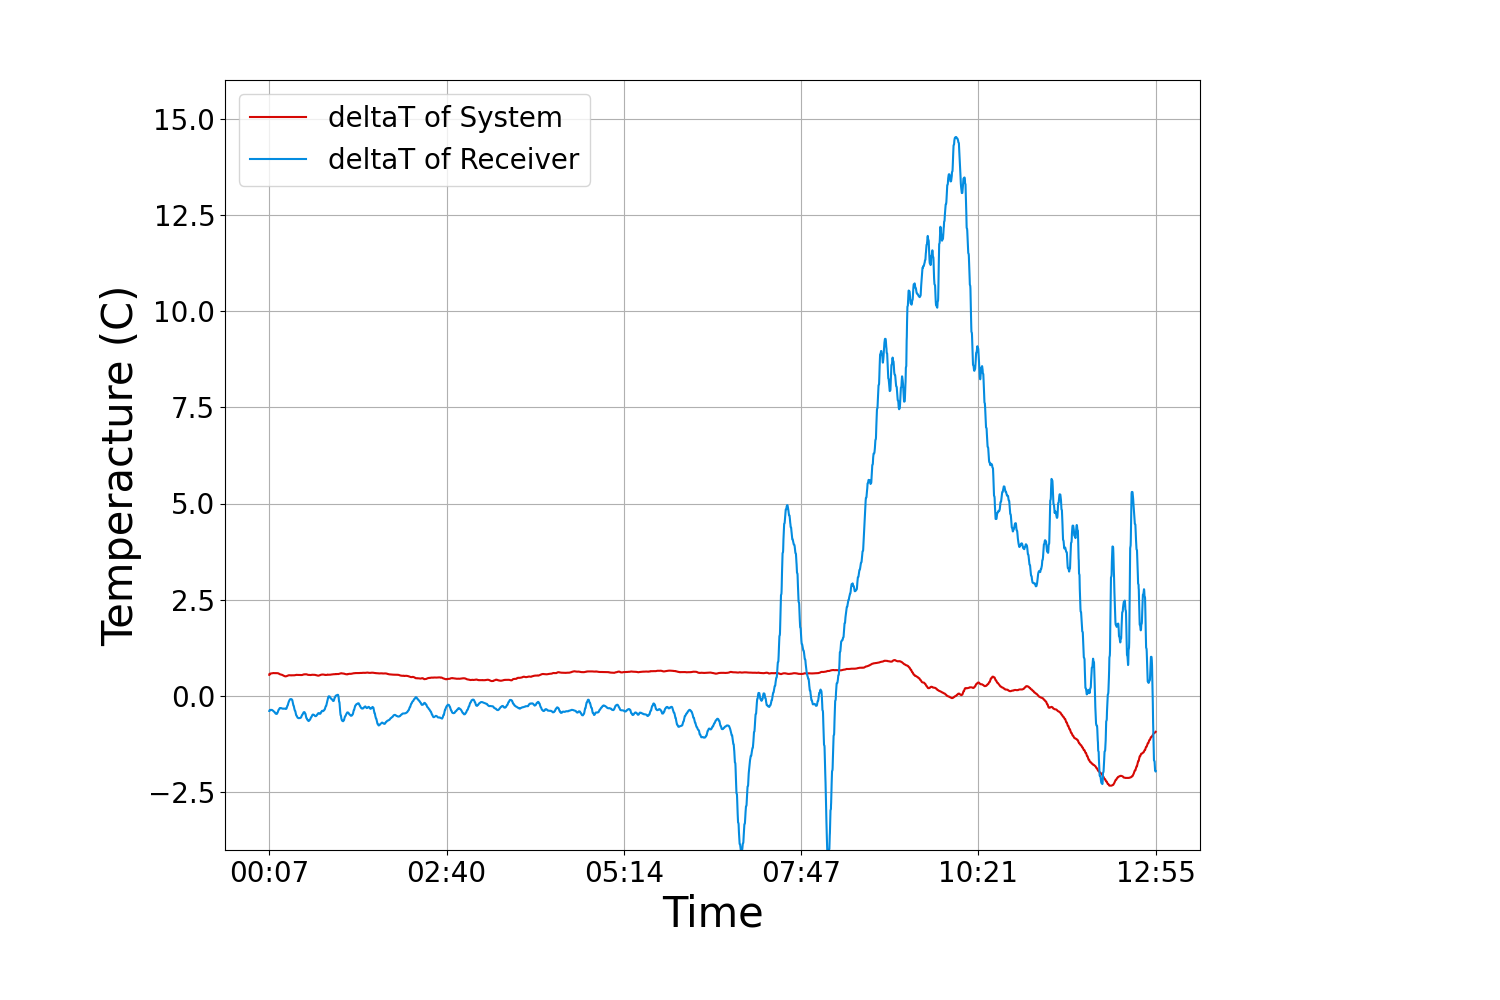 deltaT of System
deltaT of Receiver
15.0
12.5
10.0
7.5
5.0
2.5
0.0
−2.5
Temperacture (C)
00:07 02:40 05:14 07:47 10:21 12:55
Time